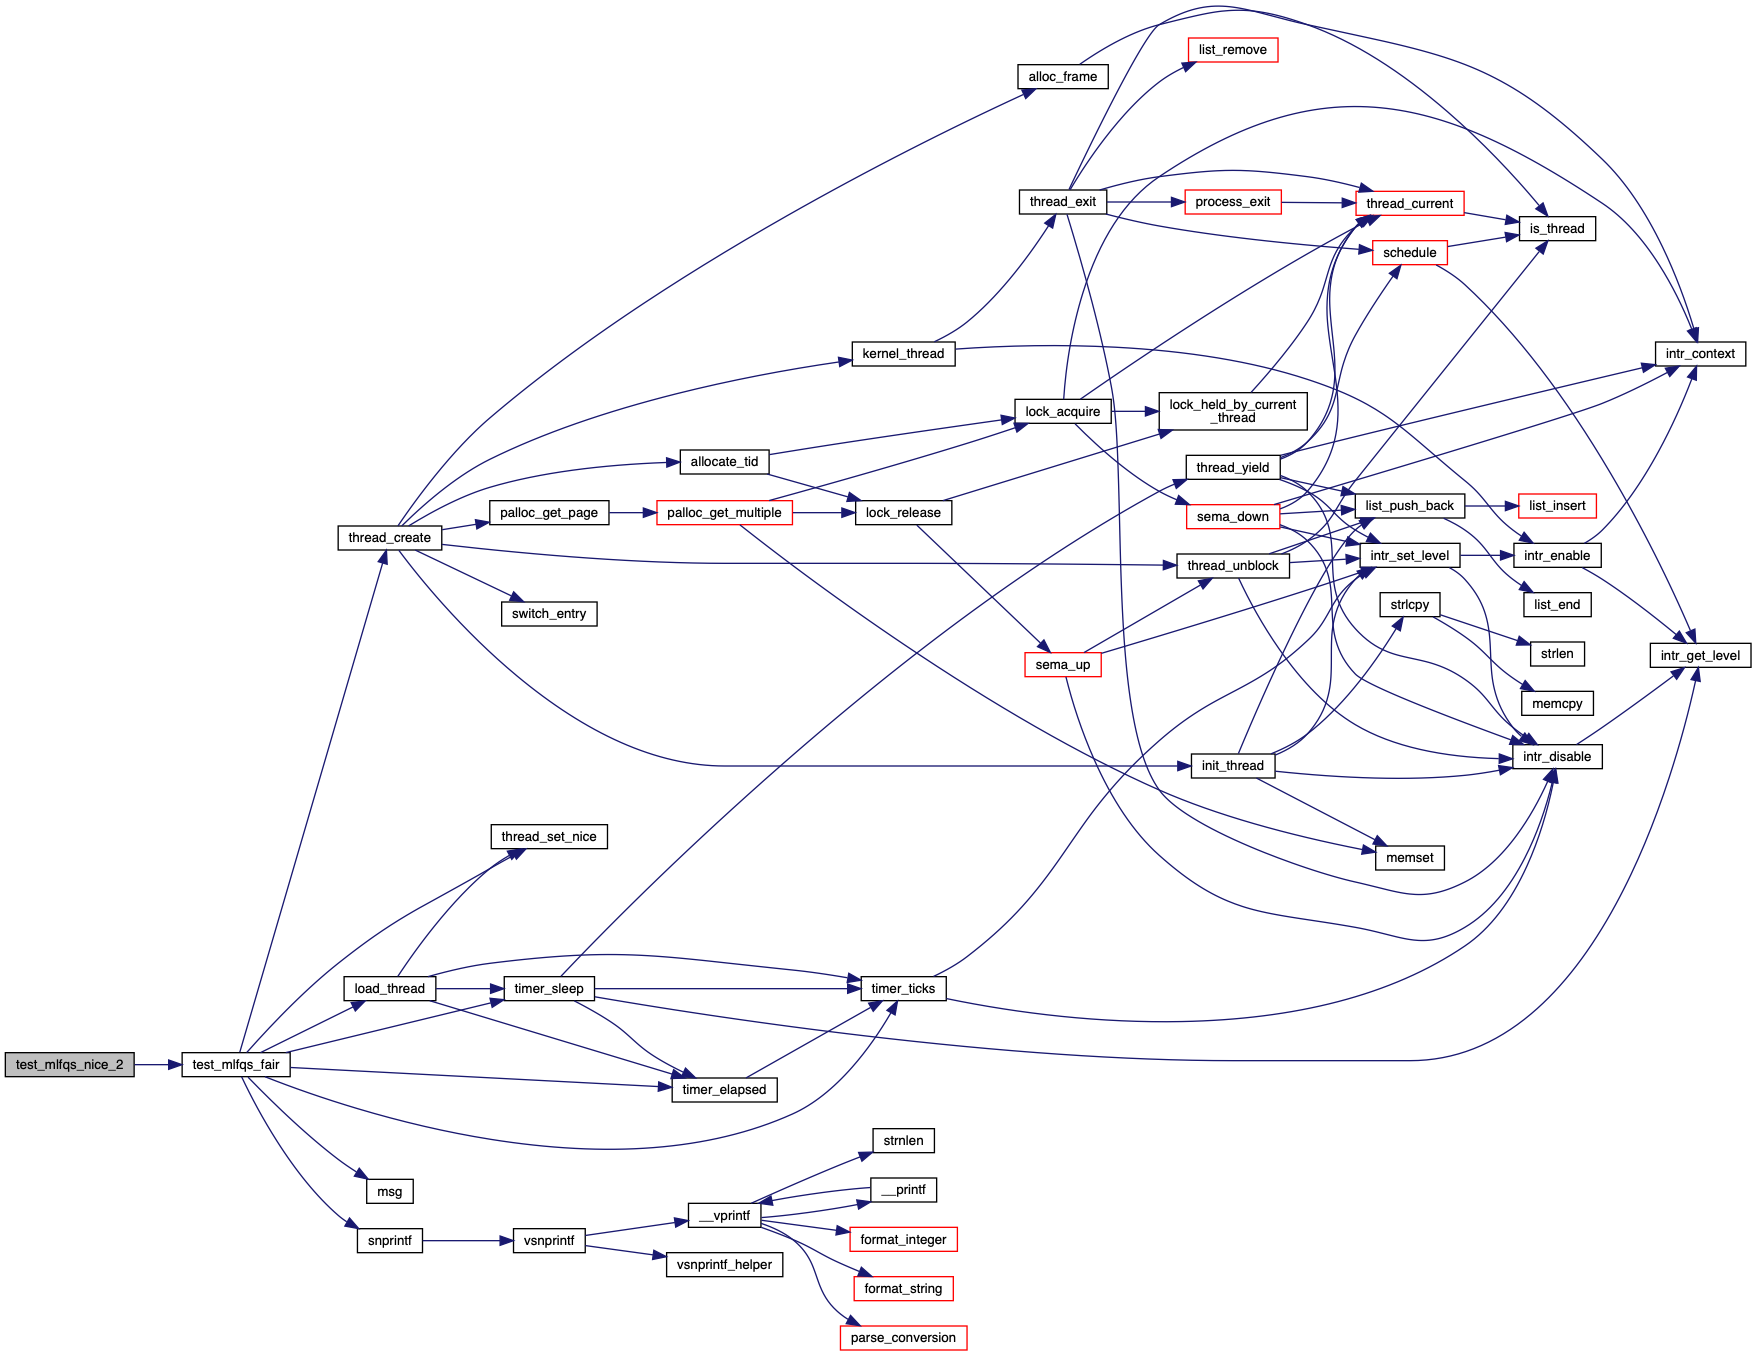 list_remove
alloc_frame
thread_exit
process_exit
thread_current
is_thread
schedule
kernel_thread
intr_context
lock_acquire
lock_held_by_current
_thread
allocate_tid
thread_yield
palloc_get_page
palloc_get_multiple
lock_release
sema_down
list_push_back
list_insert
thread_create
thread_unblock
intr_set_level
intr_enable
switch_entry
strlcpy
list_end
sema_up
strlen
intr_get_level
memcpy
init_thread
intr_disable
thread_set_nice
memset
load_thread
timer_sleep
timer_ticks
test_mlfqs_nice_2
test_mlfqs_fair
timer_elapsed
strnlen
msg
__printf
__vprintf
snprintf
vsnprintf
format_integer
vsnprintf_helper
format_string
parse_conversion